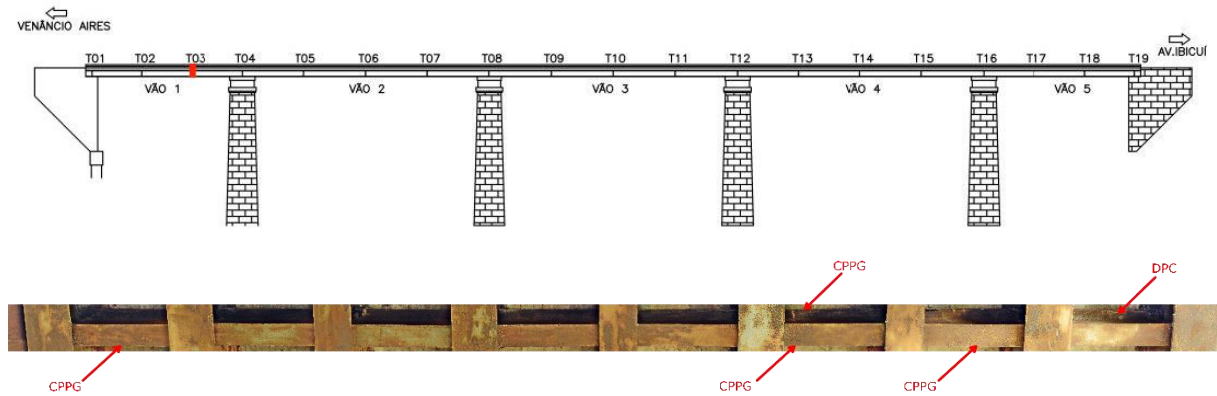 VENÂNCIO AIRES
AV.IBICUÍ
T01 T02 T03 T04 T05 T06 T07 T08 T09 T10 T11 T12 T13 T14 T15 T16 T17 T18 T19
VÃO 1 VÃO 2 VÃO 3 VÃO 4 VÃO 5
CPPG DPC
CPPG CPPG CPPG